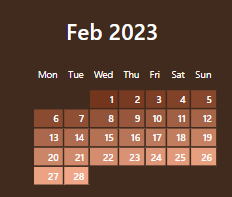 Feb 2023
Mon Tue Wed Thu Fri Sat Sun
1 2 3 4 5
6 7 8 9 10 11 12
13 14 15 16 17 18 19
20 21 22 23 24 25 26
27 28